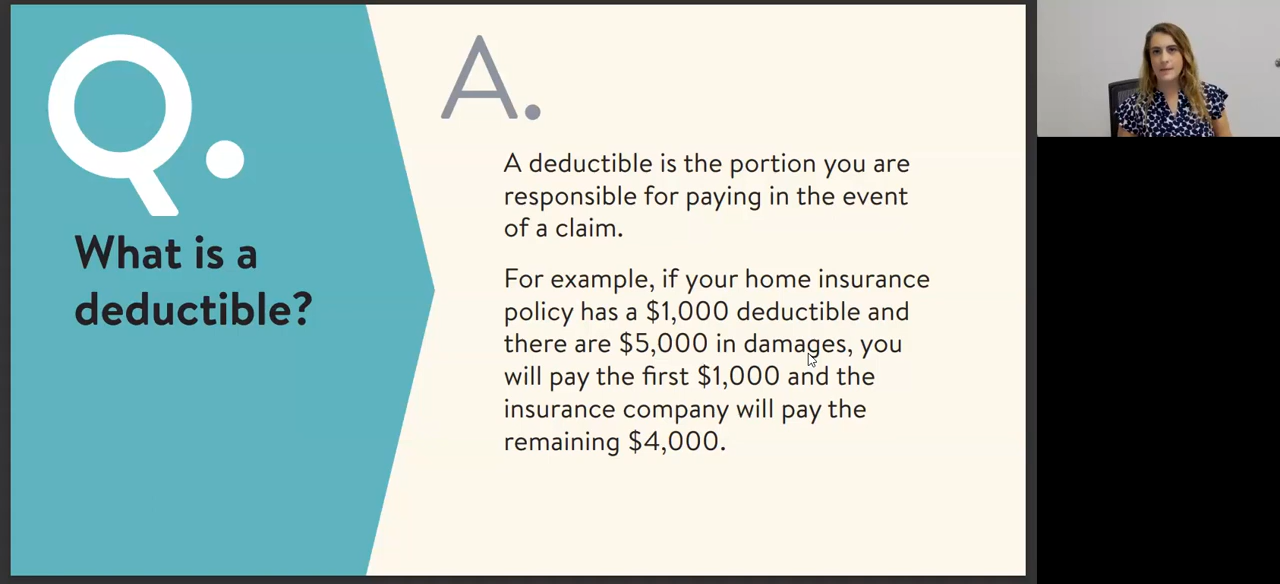 Q.
What is a
deductible?
A.
A deductible is the portion you are
responsible for paying in the event
of a claim.
For example, if your home insurance
policy has a $1,000 deductible and
there are $5,000 in damages, you
will pay the first $1,000 and the
insurance company will pay the
remaining $4,000.